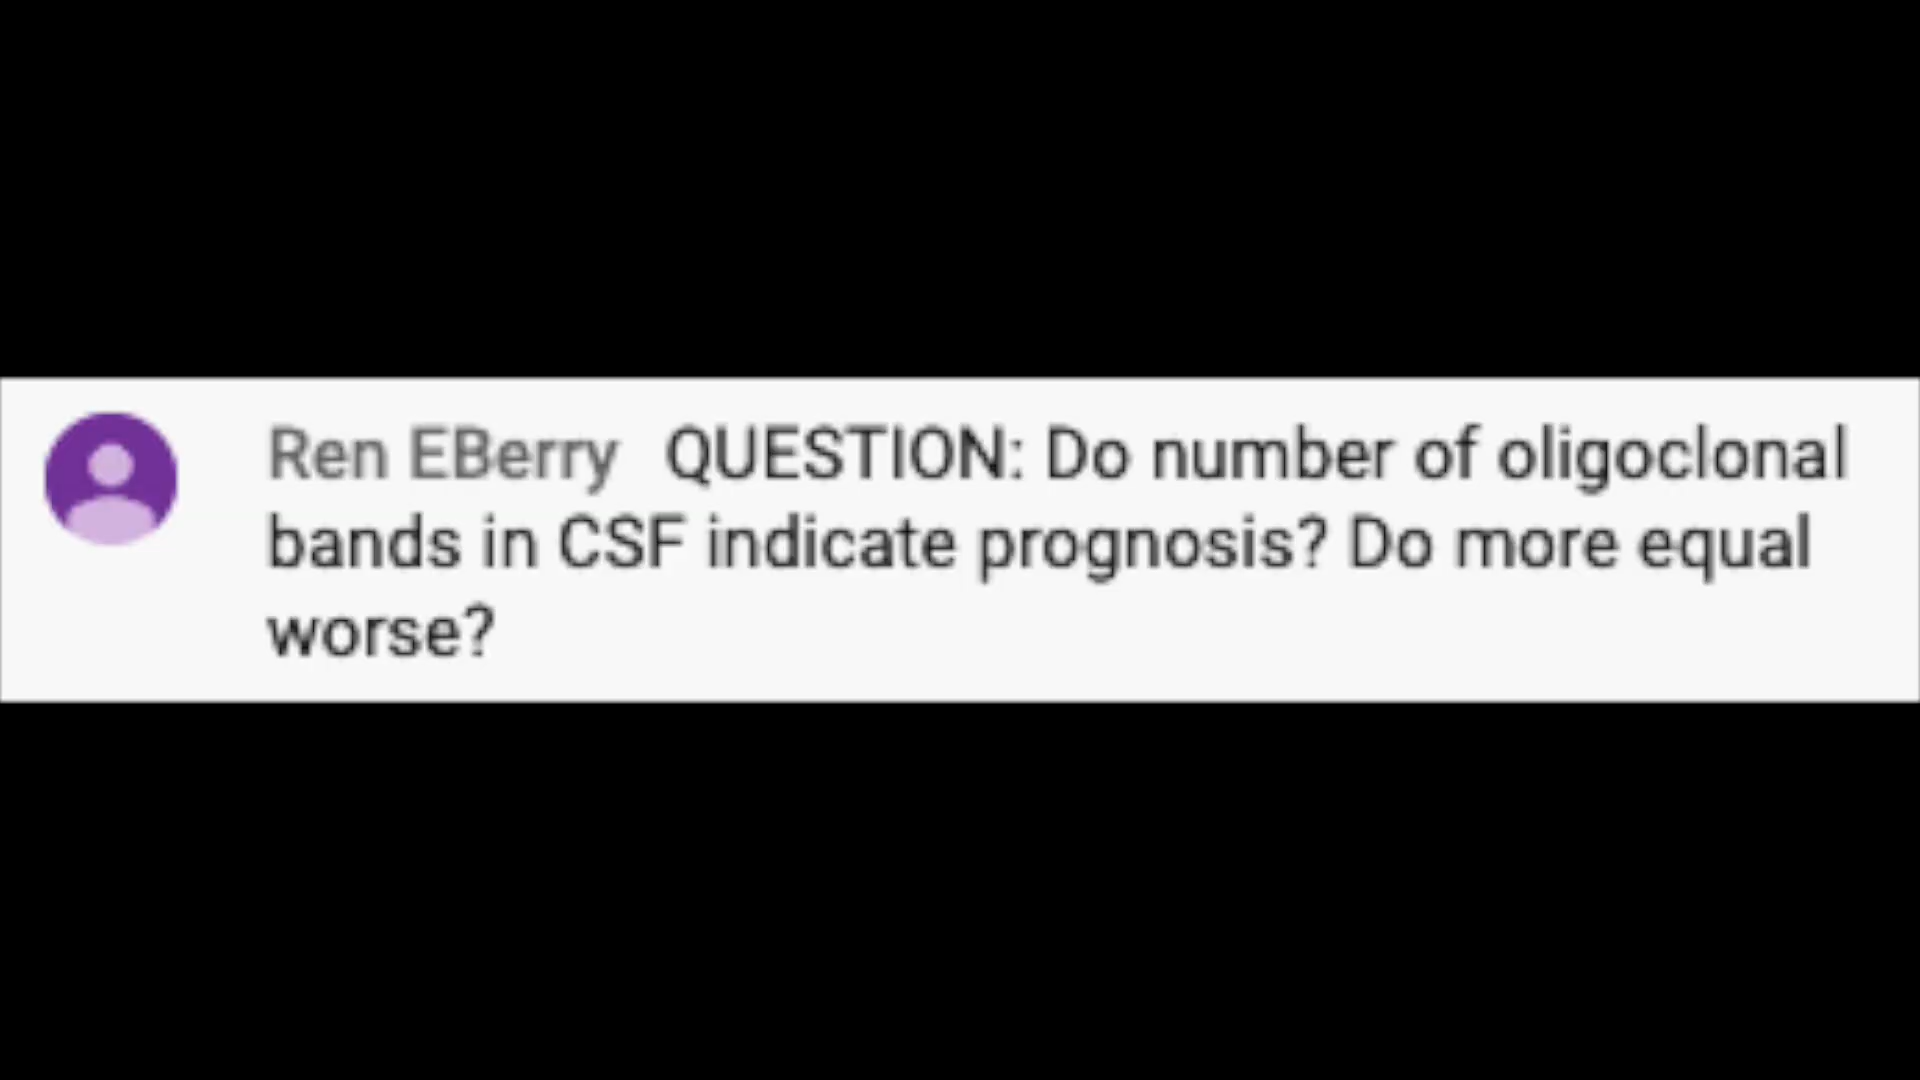 Ren EBerry QUESTION: Do number of oligoclonal
bands in CSF indicate prognosis? Do more equal
worse?